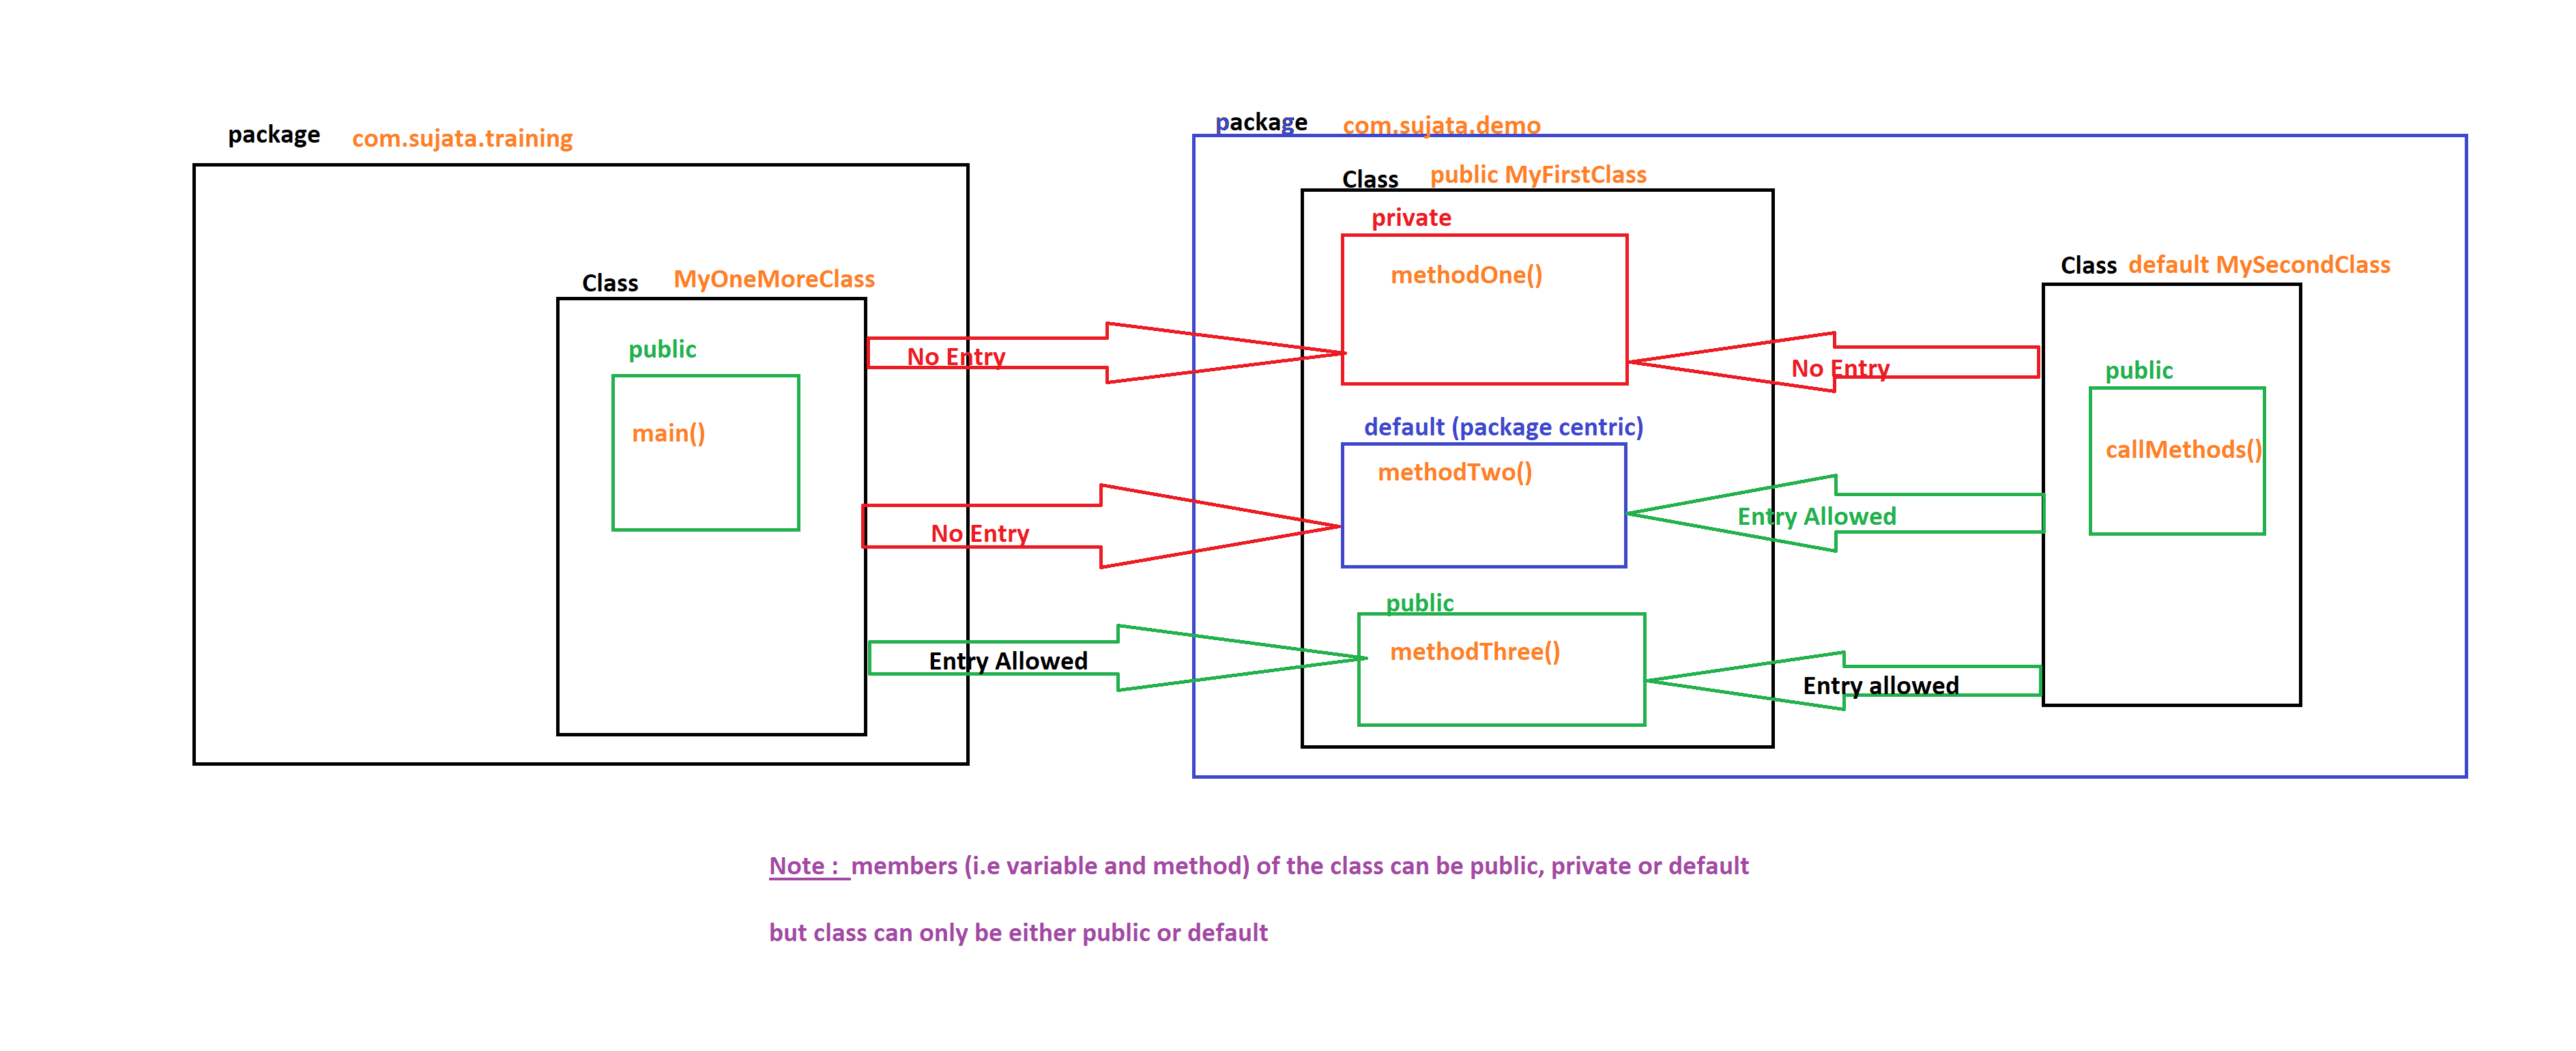 package com.sujata.training
package com.sujata.demo
Class public MyFirstClass
private
methodOne()
Class MyOneMoreClass
public
main()
Class default MySecondClass
public
callMethods()
No Entry
No Entry
default (package centric)
methodTwo()
No Entry
Entry Allowed
public
methodThree()
Entry Allowed
Entry allowed
Note : members (i.e variable and method) of the class can be public, private or default
but class can only be either public or default